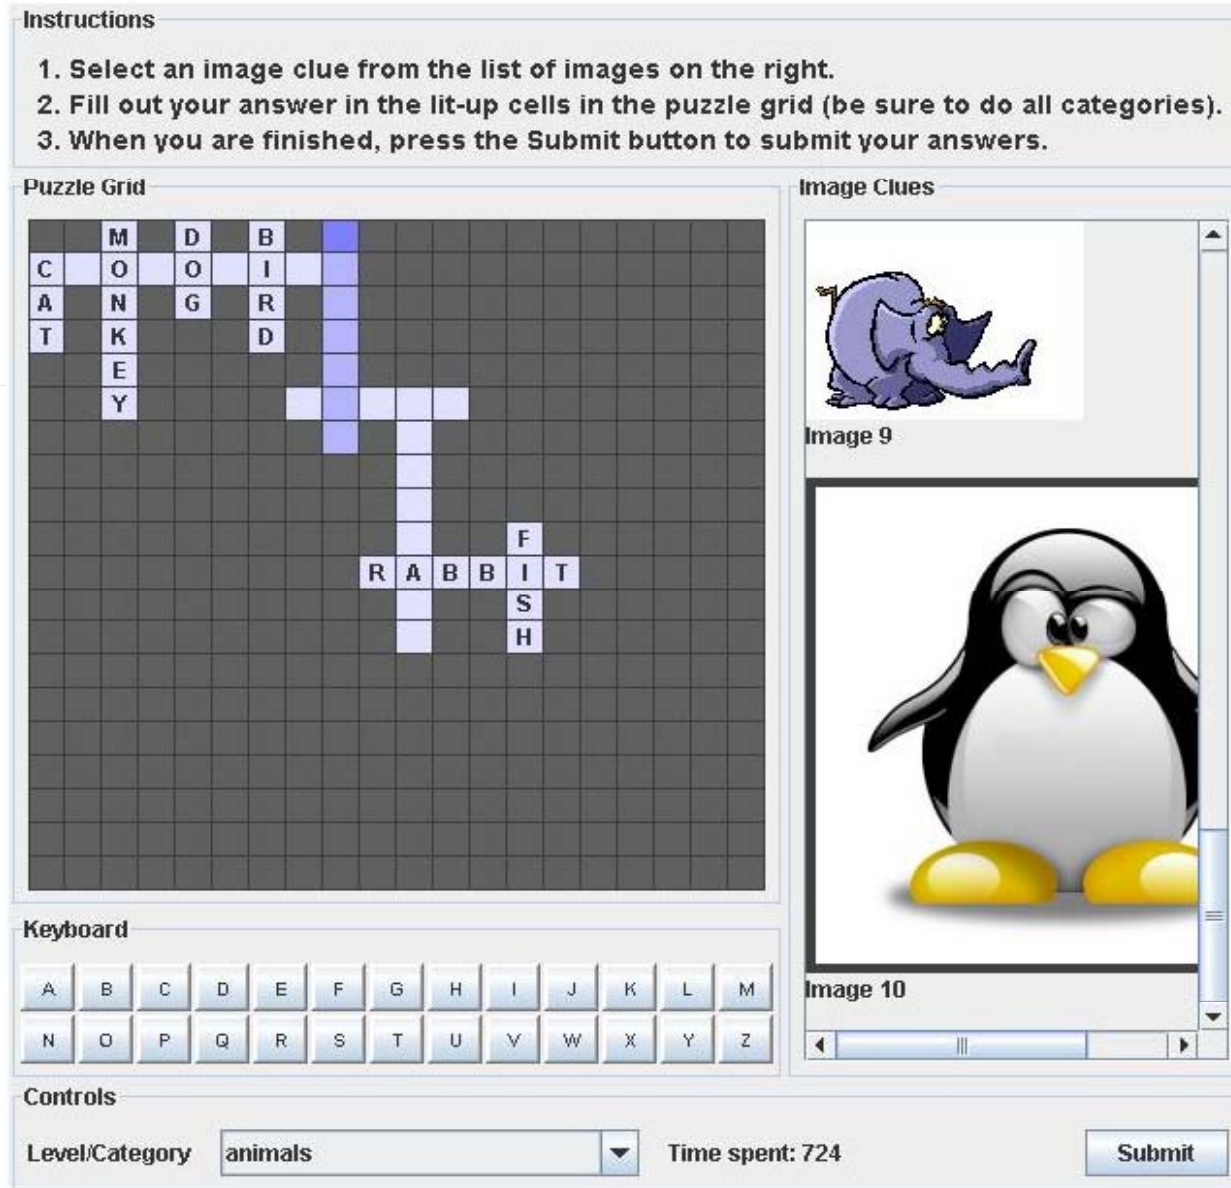 Instructions
1. Select an image clue from the list of images on the right.
2. Fill out your answer in the lit-up cells in the puzzle grid (be sure to do all categories).
3. When you are finished, press the Submit button to submit your answers.
Puzzle Grid
M D B
C O O I
A N G R
T K D
E
Y
F
R A B B I T
S
H
Image Clues
Image 9
Image 10
Keyboard
A B C D E F G H I J K L M
N O P Q R S T U V W X Y Z
Controls
Level/Category animals Time spent: 724 Submit